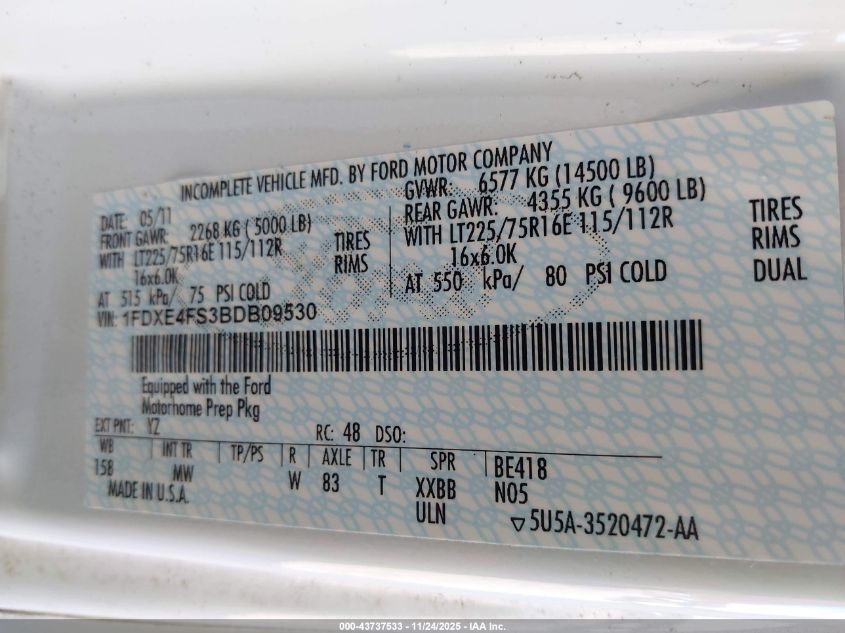 INCOMPLETE VEHICLE MFD. BY FORD MOTOR COMPANY
DATE: 05/11
GVWR: 6577 KG (14500 LB)
FRONT GAWR: 2268 KG ( 5000 LB)
REAR GAWR: 4355 KG ( 9600 LB)
WITH LT225/75R16E 115/112R TIRES
WITH LT225/75R16E 115/112R TIRES
16x6.0K RIMS
16x6.0K RIMS
AT 515 kPa/ 75 PSI COLD
AT 550 kPa/ 80 PSI COLD DUAL
VIN: 1FDXE4FS3BDB09530
Equipped with the Ford
Motorhome Prep Pkg
EXT PNT: YZ RC: 48 DSO:
WB INT TR TP/PS R AXLE TR SPR BE418
158 MW W 83 T XXBB N05
MADE IN U.S.A. ULN
5U5A-3520472-AA
000-43737533 - 11/24/2025 - IAA Inc.